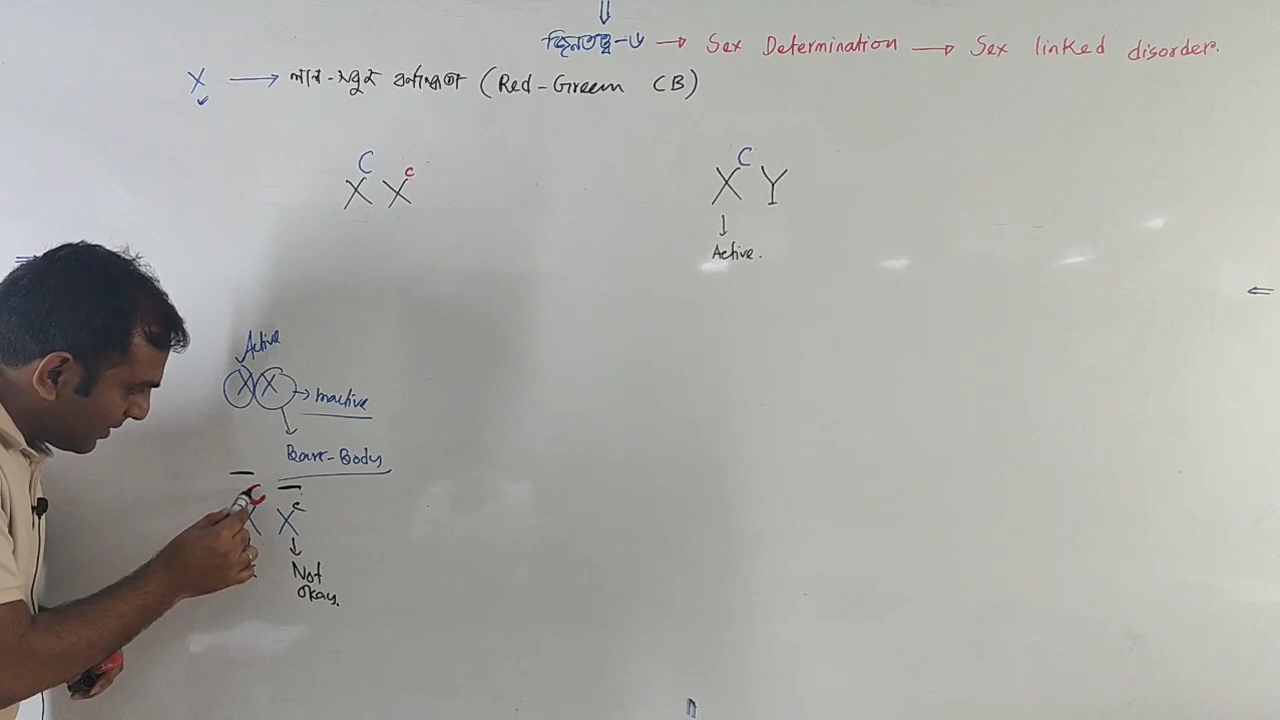 জিনতত্ত্ব-৬ → Sex Determination → Sex linked disorder.
X → লাল-সবুজ বর্ণান্ধতা (Red-Green CB)
X^C X^c
X^C Y
↓
Active.
Active
X X → Inactive
Barr-Body
X^C X^c
↓
Not
Okay.